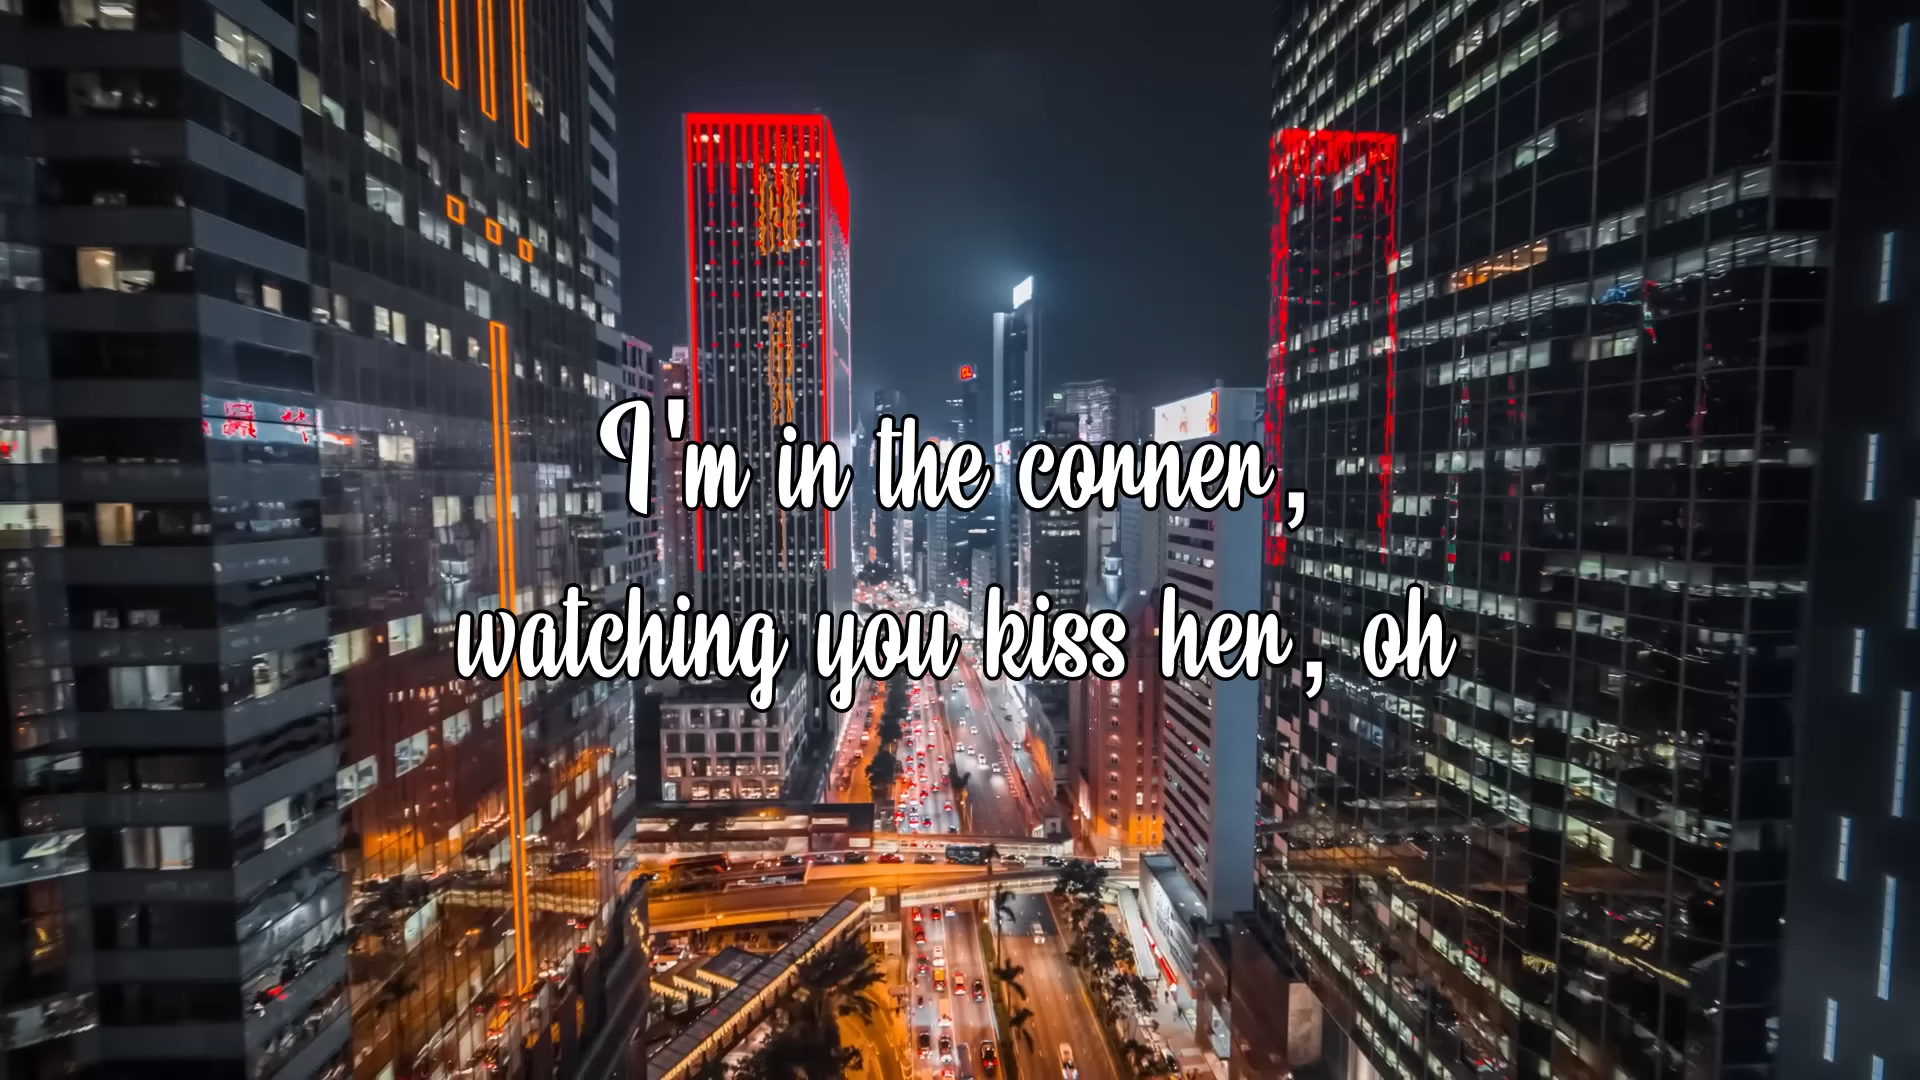 I'm in the corner,
watching you kiss her, oh